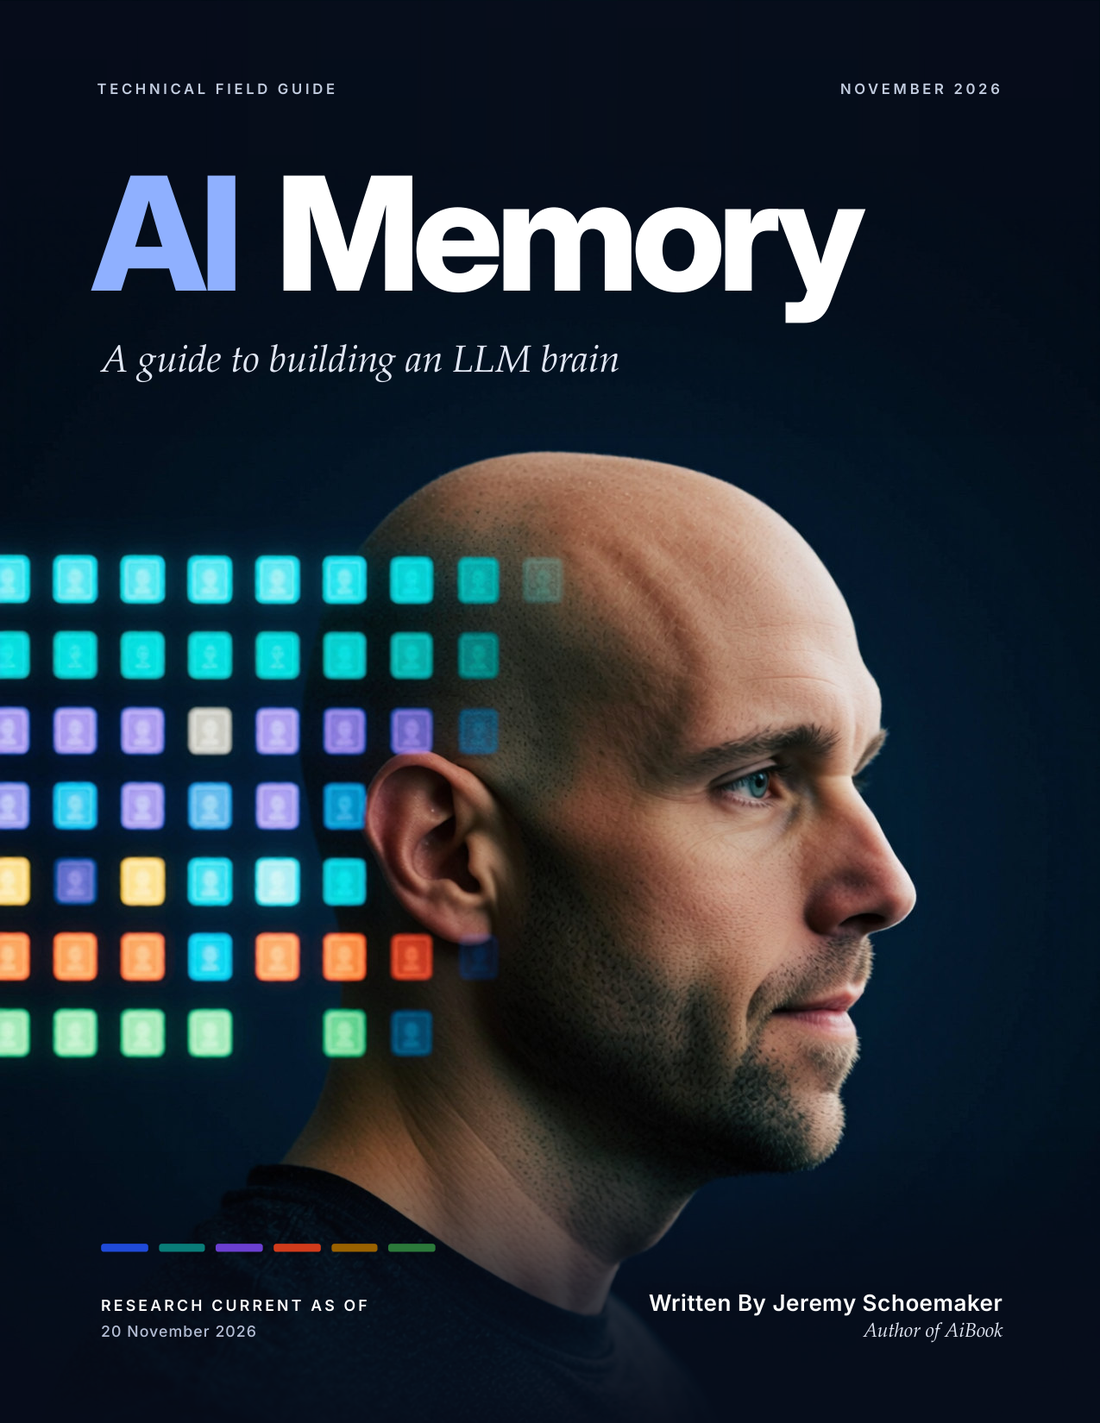 TECHNICAL FIELD GUIDE
NOVEMBER 2026
AI Memory
A guide to building an LLM brain
RESEARCH CURRENT AS OF
20 November 2026
Written By Jeremy Schoemaker
Author of AiBook